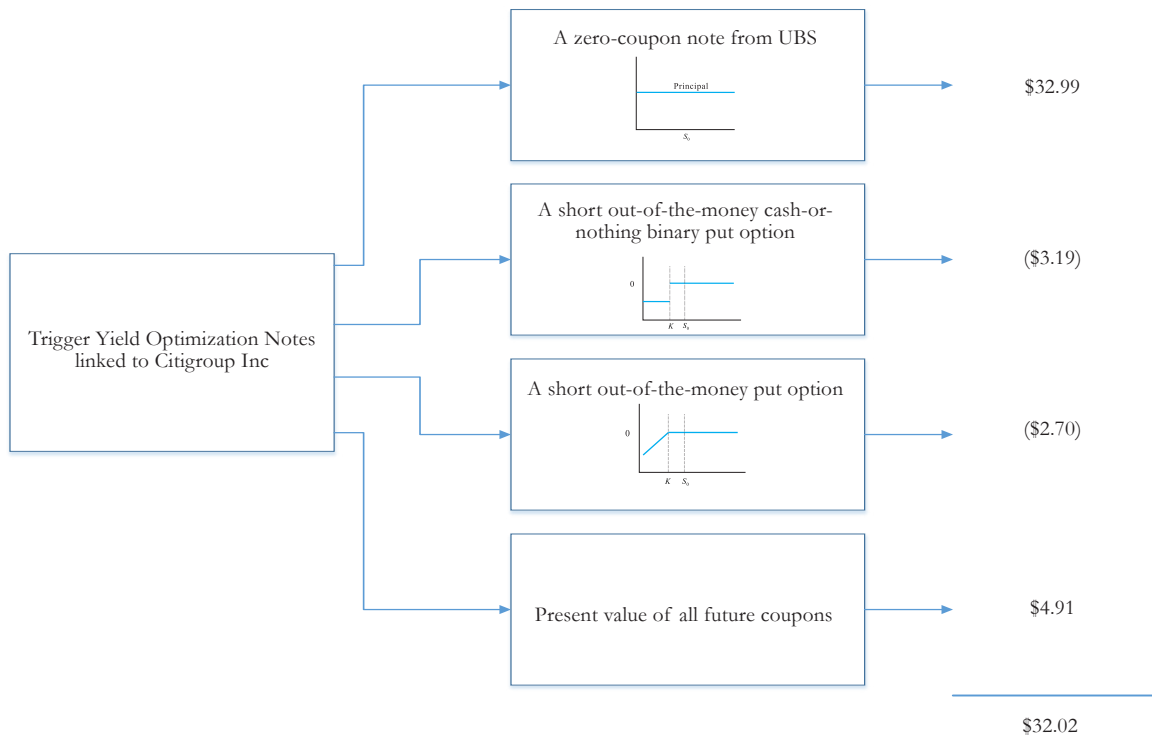 Trigger Yield Optimization Notes
linked to Citigroup Inc
A zero-coupon note from UBS
Principal
S₀
$32.99
A short out-of-the-money cash-or-
nothing binary put option
0
K S₀
($3.19)
A short out-of-the-money put option
0
K S₀
($2.70)
Present value of all future coupons
$4.91
$32.02